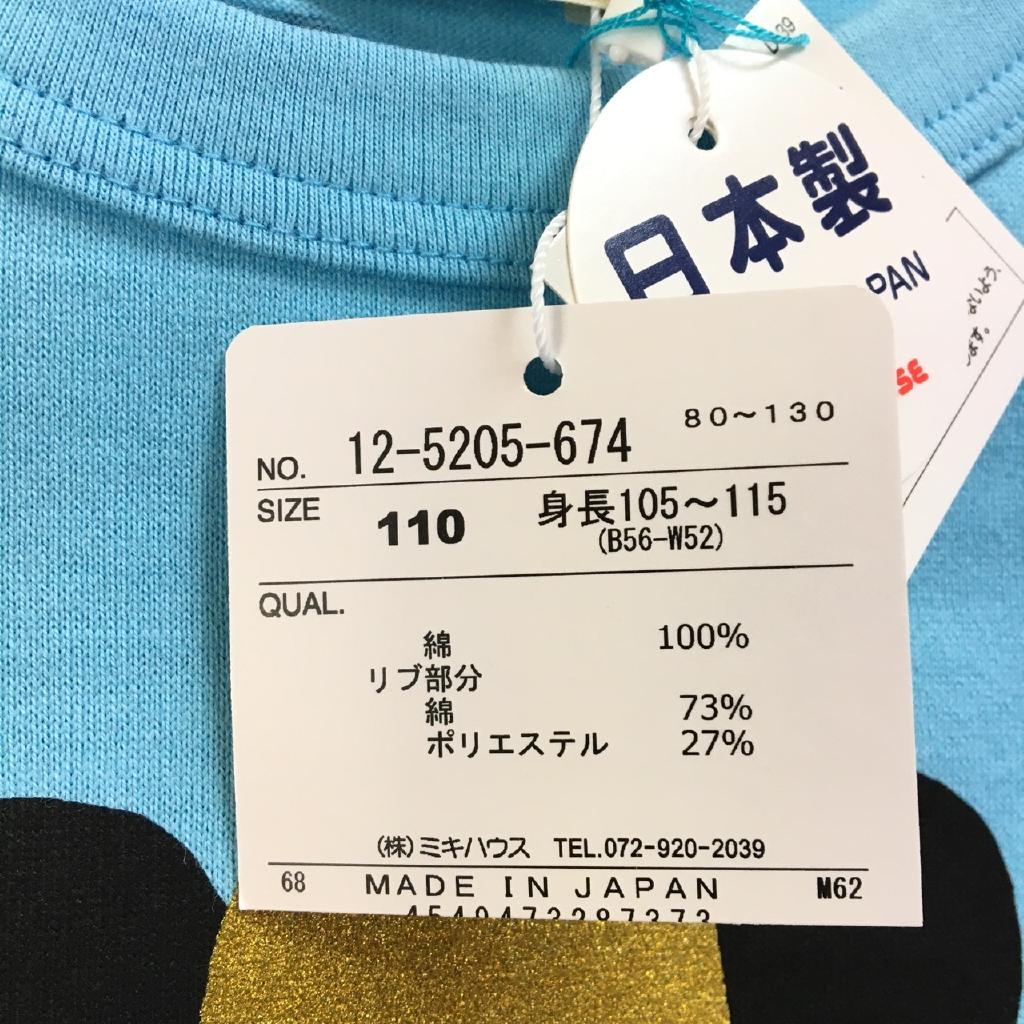 日本製
PAN
SE
NO. 12-5205-674 80～130
SIZE 110 身長105～115
(B56-W52)
QUAL.
綿 100%
リブ部分
綿 73%
ポリエステル 27%
(株)ミキハウス TEL.072-920-2039
68 MADE IN JAPAN M62
4549473287373